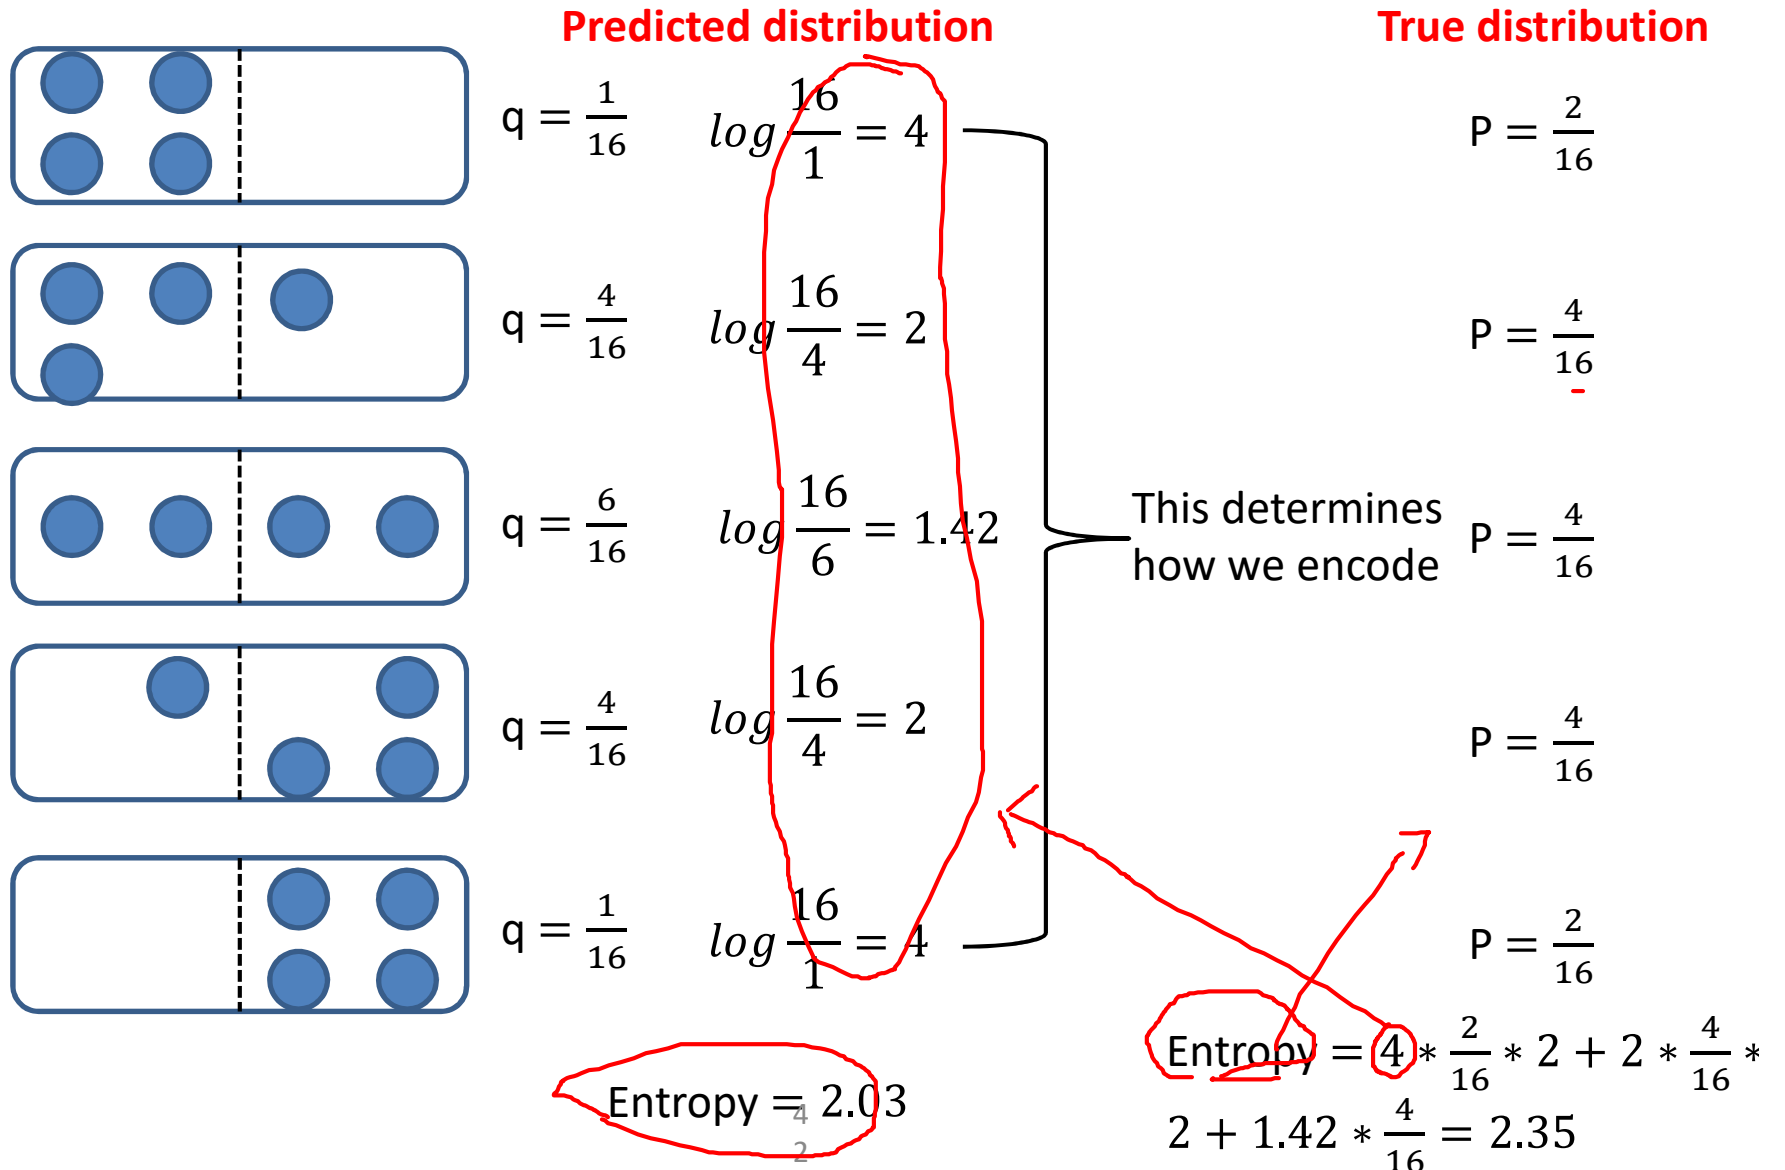 Predicted distribution
True distribution
q = 1/16
log 16/1 = 4
P = 2/16
q = 4/16
log 16/4 = 2
P = 4/16
q = 6/16
log 16/6 = 1.42
This determines
how we encode
P = 4/16
q = 4/16
log 16/4 = 2
P = 4/16
q = 1/16
log 16/1 = 4
P = 2/16
Entropy = 2.03
4
2
Entropy = 4 * 2/16 * 2 + 2 * 4/16 *
2 + 1.42 * 4/16 = 2.35